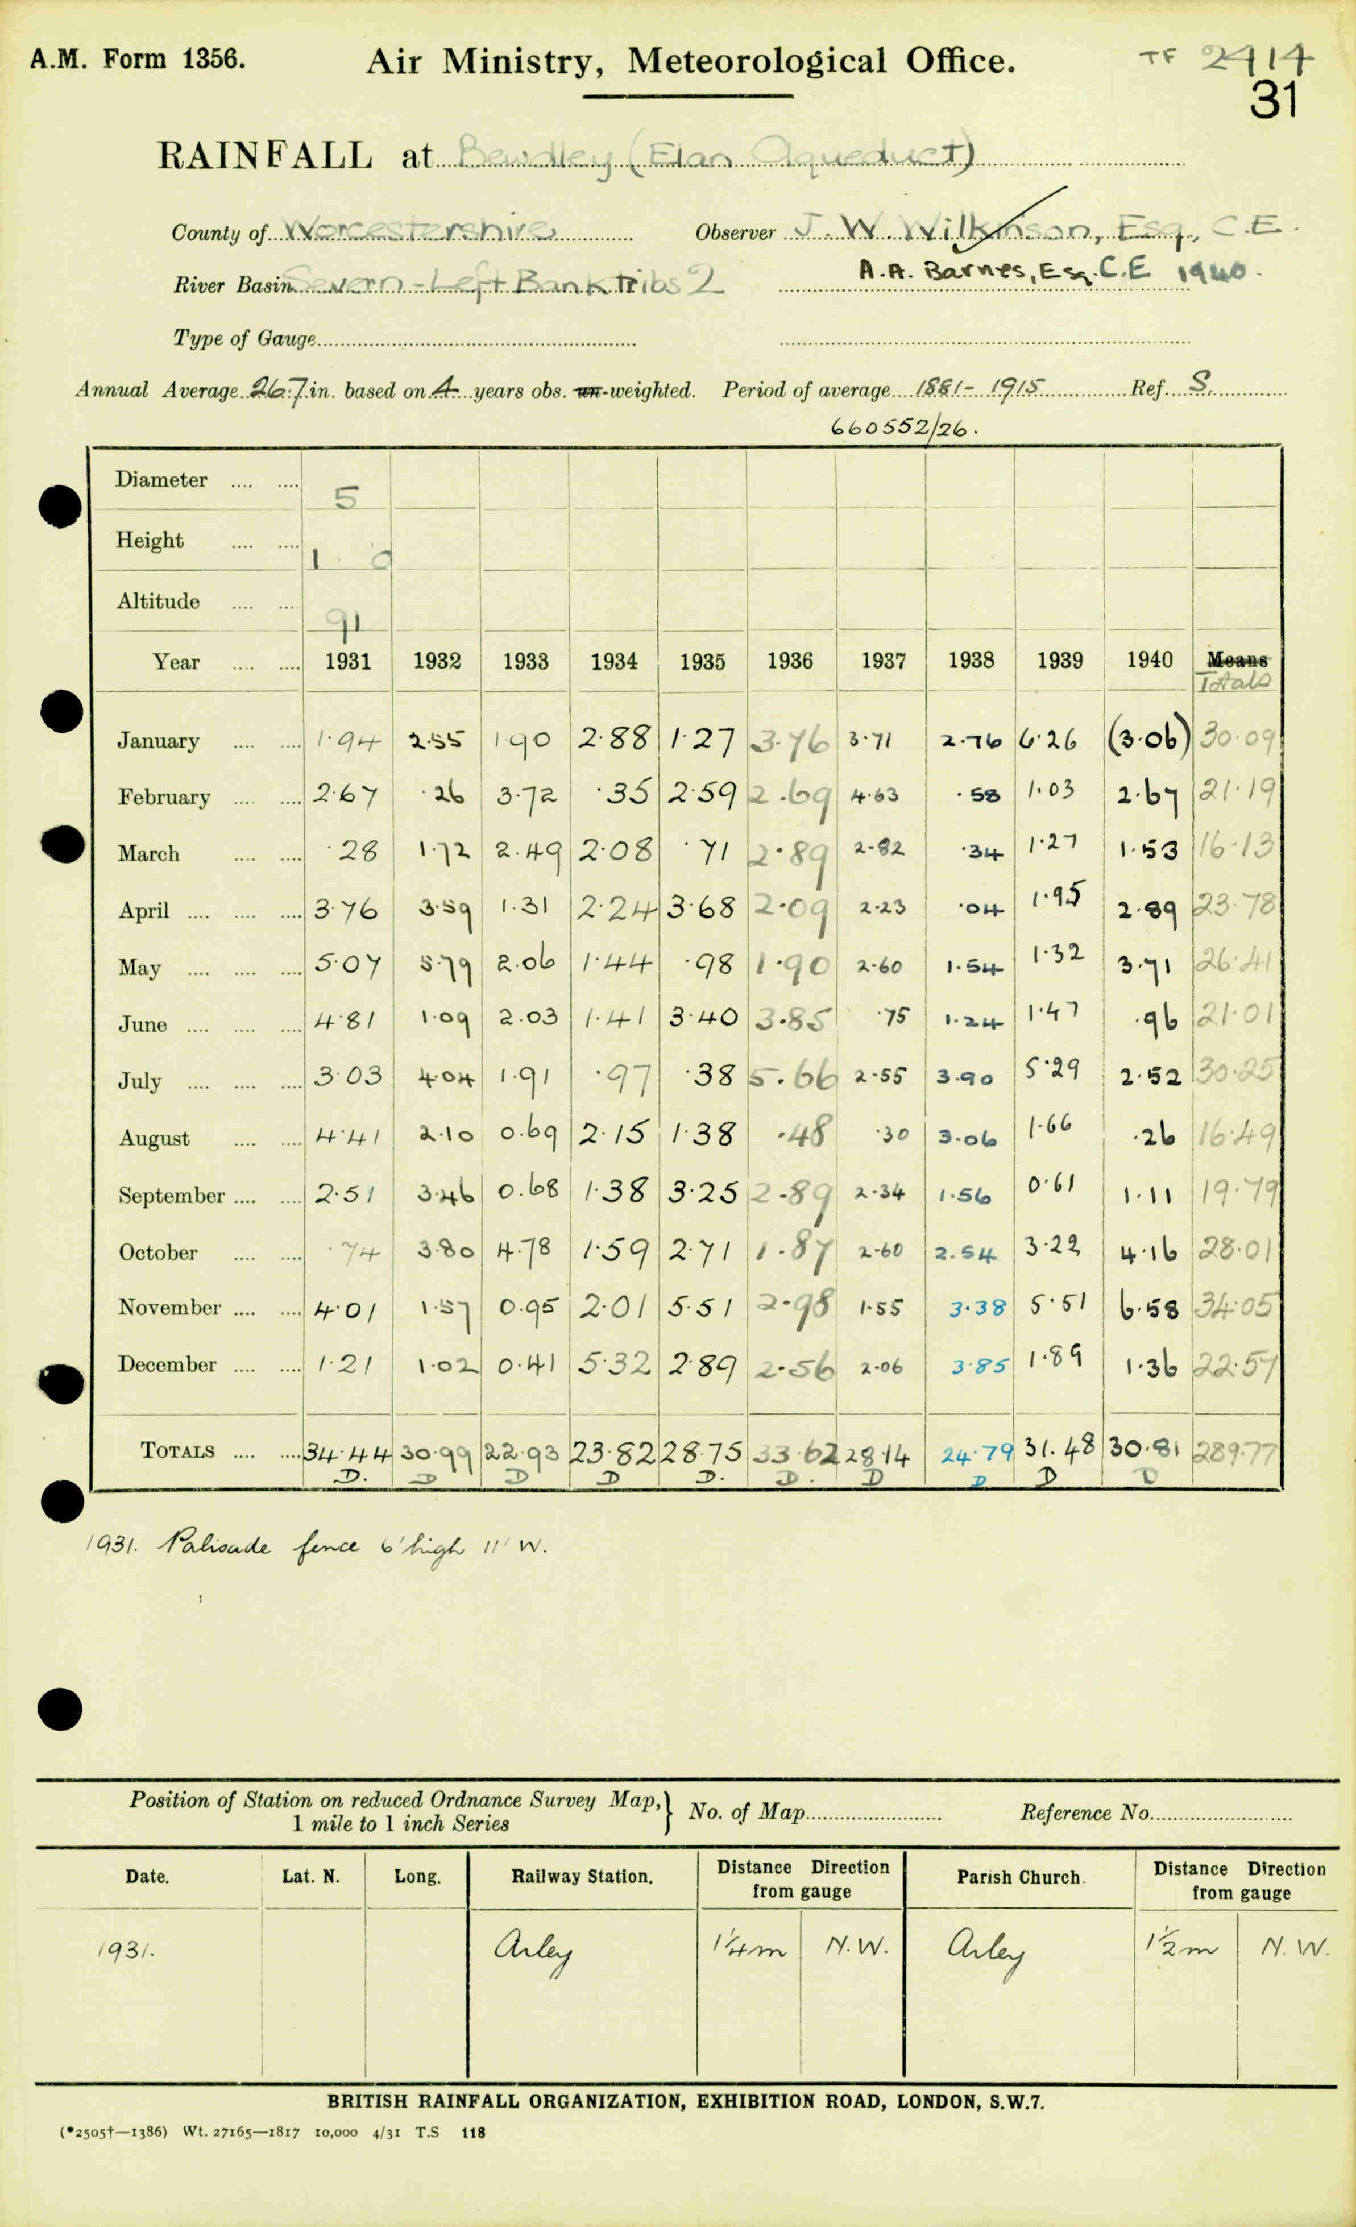 A.M. Form 1356. Air Ministry, Meteorological Office. TF 2414
31
RAINFALL at Bewdley (Elan Aqueduct)
County of Worcestershire Observer J. W. Wilkinson, Esq., C.E.
River Basin Severn - Left Bank Tribs 2 A.A. Barnes, Esq. C.E 1940.
Type of Gauge
Annual Average 26.7 in. based on 4 years obs. un-weighted. Period of average 1881 - 1915 Ref. S.
660552/26.
Diameter 5
Height 1 0
Altitude 91
Year 1931 1932 1933 1934 1935 1936 1937 1938 1939 1940 Means
Totals
January 1.94 2.55 1.90 2.88 1.27 3.76 3.71 2.76 6.26 (3.06) 30.09
February 2.67 .26 3.72 .35 2.59 2.69 4.63 .58 1.03 2.67 21.19
March .28 1.72 2.49 2.08 .71 2.89 2.82 .34 1.27 1.53 16.13
April 3.76 3.59 1.31 2.24 3.68 2.09 2.23 .04 1.95 2.89 23.78
May 5.07 5.79 2.06 1.44 .98 1.90 2.60 1.54 1.32 3.71 26.41
June 4.81 1.09 2.03 1.41 3.40 3.85 .75 1.24 1.47 .96 21.01
July 3.03 4.04 1.91 .97 .38 5.66 2.55 3.90 5.29 2.52 30.25
August 4.41 2.10 0.69 2.15 1.38 .48 .30 3.06 1.66 .26 16.49
September 2.51 3.46 0.68 1.38 3.25 2.89 2.34 1.56 0.61 1.11 19.79
October .74 3.80 4.78 1.59 2.71 1.87 2.60 2.54 3.22 4.16 28.01
November 4.01 1.57 0.95 2.01 5.51 2.98 1.55 3.38 5.51 6.58 34.05
December 1.21 1.02 0.41 5.32 2.89 2.56 2.06 3.85 1.89 1.36 22.57
TOTALS 34.44 30.99 22.93 23.82 28.75 33.62 28.14 24.79 31.48 30.81 289.77
D. D D D D. D. D D D D
1931. Palisade fence 6' high 11' W.
Position of Station on reduced Ordnance Survey Map, } No. of Map Reference No.
1 mile to 1 inch Series
Date. Lat. N. Long. Railway Station. Distance Direction from gauge Parish Church. Distance Direction from gauge
1931. Arley 1/4 m N.W. Arley 1/2 m N.W.
BRITISH RAINFALL ORGANIZATION, EXHIBITION ROAD, LONDON, S.W.7.
(*2505†—1386) Wt. 27165—1817 10,000 4/31 T.S 118